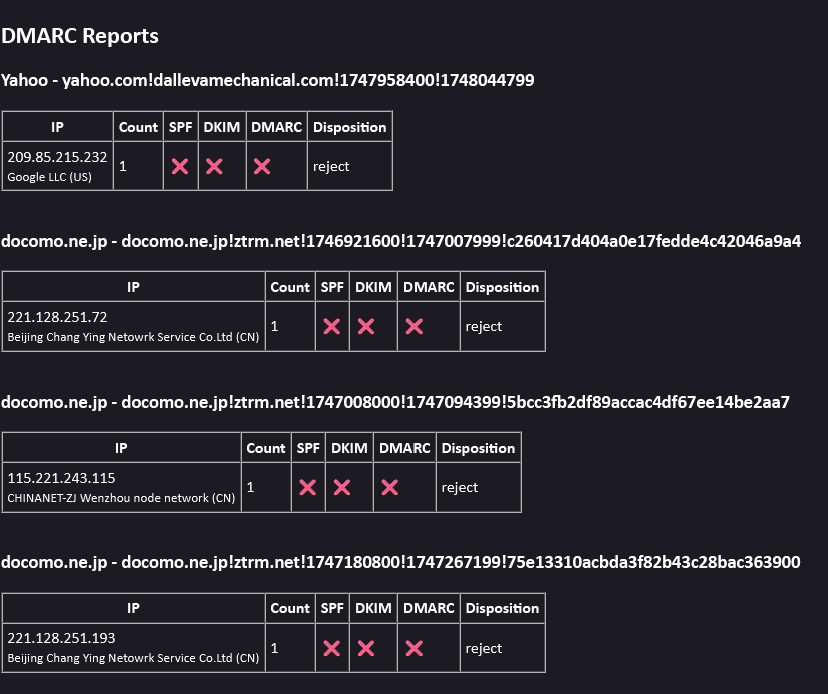 DMARC Reports
Yahoo - yahoo.com!dallevamechanical.com!1747958400!1748044799
IP Count SPF DKIM DMARC Disposition
209.85.215.232
Google LLC (US)
1 ❌ ❌ ❌ reject
docomo.ne.jp - docomo.ne.jp!ztrm.net!1746921600!1747007999!c260417d404a0e17fedde4c42046a9a4
IP Count SPF DKIM DMARC Disposition
221.128.251.72
Beijing Chang Ying Netowrk Service Co.Ltd (CN)
1 ❌ ❌ ❌ reject
docomo.ne.jp - docomo.ne.jp!ztrm.net!1747008000!1747094399!5bcc3fb2df89accac4df67ee14be2aa7
IP Count SPF DKIM DMARC Disposition
115.221.243.115
CHINANET-ZJ Wenzhou node network (CN)
1 ❌ ❌ ❌ reject
docomo.ne.jp - docomo.ne.jp!ztrm.net!1747180800!1747267199!75e13310acbda3f82b43c28bac363900
IP Count SPF DKIM DMARC Disposition
221.128.251.193
Beijing Chang Ying Netowrk Service Co.Ltd (CN)
1 ❌ ❌ ❌ reject